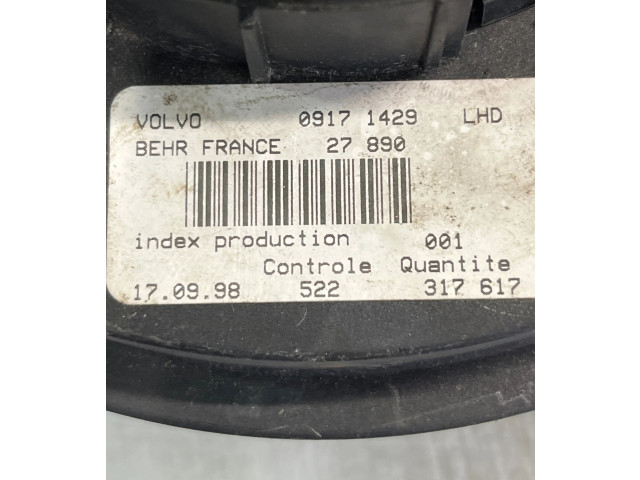 VOLVO 0917 1429 LHD
BEHR FRANCE 27 890
index production 001
Controle Quantite
17.09.98 522 317 617